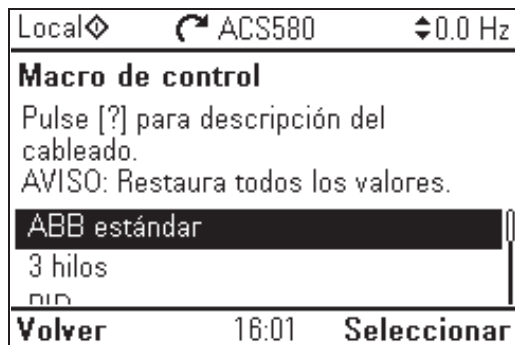 Local ACS580 0.0 Hz
Macro de control
Pulse [?] para descripción del
cableado.
AVISO: Restaura todos los valores.
ABB estándar
3 hilos
PID
Volver 16:01 Seleccionar